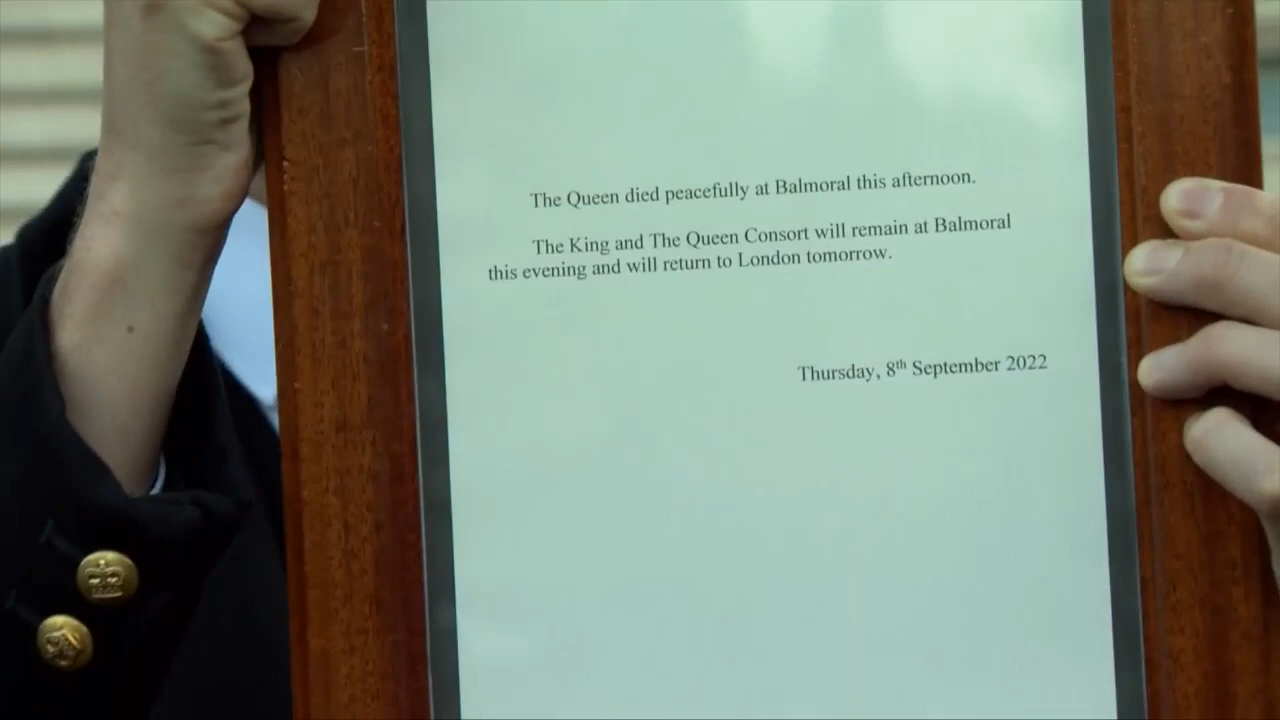 The Queen died peacefully at Balmoral this afternoon.
The King and The Queen Consort will remain at Balmoral
this evening and will return to London tomorrow.
Thursday, 8th September 2022